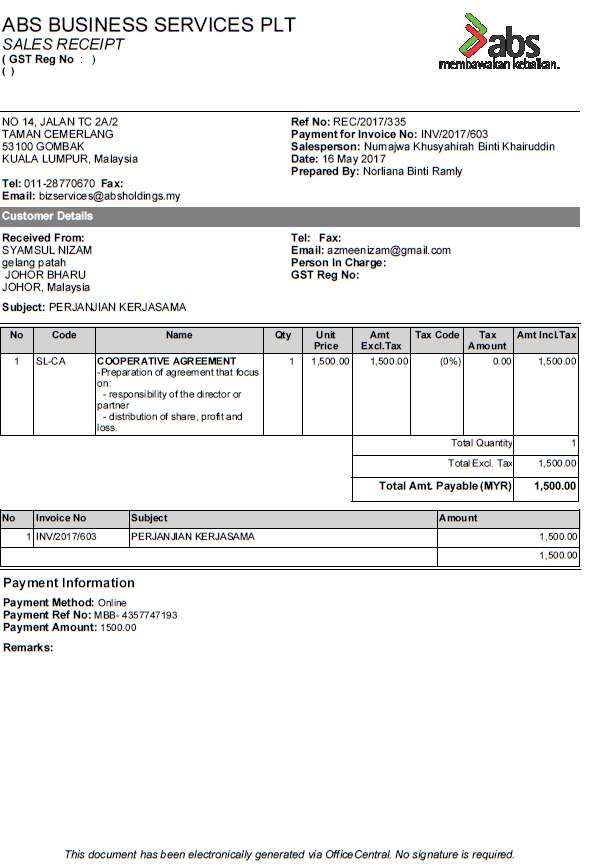 ABS BUSINESS SERVICES PLT
SALES RECEIPT
( GST Reg No : )
( )
abs
membawakan kebaikan.
NO 14, JALAN TC 2A/2
TAMAN CEMERLANG
53100 GOMBAK
KUALA LUMPUR, Malaysia
Tel: 011-28770670 Fax:
Email: bizservices@absholdings.my
Ref No: REC/2017/335
Payment for Invoice No: INV/2017/603
Salesperson: Numajwa Khusyahirah Binti Khairuddin
Date: 16 May 2017
Prepared By: Norliana Binti Ramly
Customer Details
Received From:
SYAMSUL NIZAM
gelang patah
JOHOR BHARU
JOHOR, Malaysia
Tel: Fax:
Email: azmeenizam@gmail.com
Person In Charge:
GST Reg No:
Subject: PERJANJIAN KERJASAMA
No Code Name Qty Unit Price Amt Excl.Tax Tax Code Tax Amount Amt Incl.Tax
1 SL-CA COOPERATIVE AGREEMENT 1 1,500.00 1,500.00 (0%) 0.00 1,500.00
-Preparation of agreement that focus
on:
- responsibility of the director or
partner
- distribution of share, profit and
loss.
Total Quantity 1
Total Excl. Tax 1,500.00
Total Amt. Payable (MYR) 1,500.00
No Invoice No Subject Amount
1 INV/2017/603 PERJANJIAN KERJASAMA 1,500.00
1,500.00
Payment Information
Payment Method: Online
Payment Ref No: MBB- 4357747193
Payment Amount: 1500.00
Remarks:
This document has been electronically generated via OfficeCentral. No signature is required.